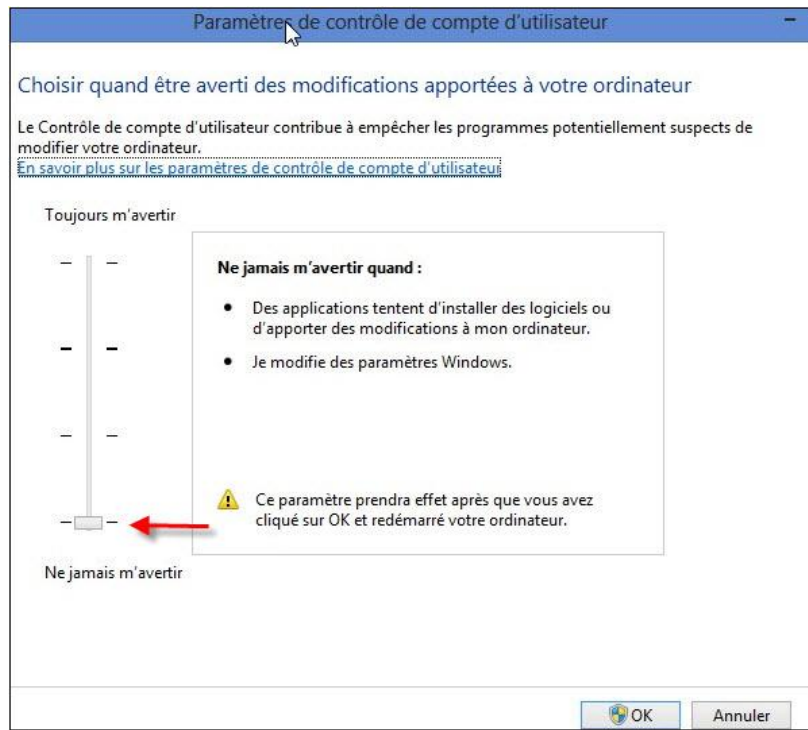 Paramètres de contrôle de compte d'utilisateur
Choisir quand être averti des modifications apportées à votre ordinateur
Le Contrôle de compte d'utilisateur contribue à empêcher les programmes potentiellement suspects de
modifier votre ordinateur.
En savoir plus sur les paramètres de contrôle de compte d'utilisateur
Toujours m'avertir
Ne jamais m'avertir quand :
• Des applications tentent d'installer des logiciels ou
d'apporter des modifications à mon ordinateur.
• Je modifie des paramètres Windows.
Ce paramètre prendra effet après que vous avez
cliqué sur OK et redémarré votre ordinateur.
Ne jamais m'avertir
OK
Annuler